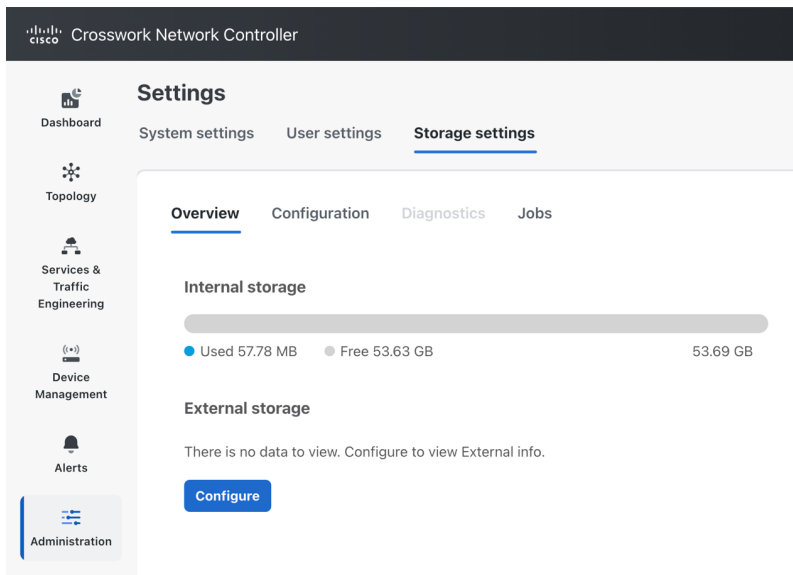 CISCO Crosswork Network Controller
Settings
System settings User settings Storage settings
Overview Configuration Diagnostics Jobs
Internal storage
Used 57.78 MB Free 53.63 GB 53.69 GB
External storage
There is no data to view. Configure to view External info.
Configure
Dashboard
Topology
Services &
Traffic
Engineering
Device
Management
Alerts
Administration